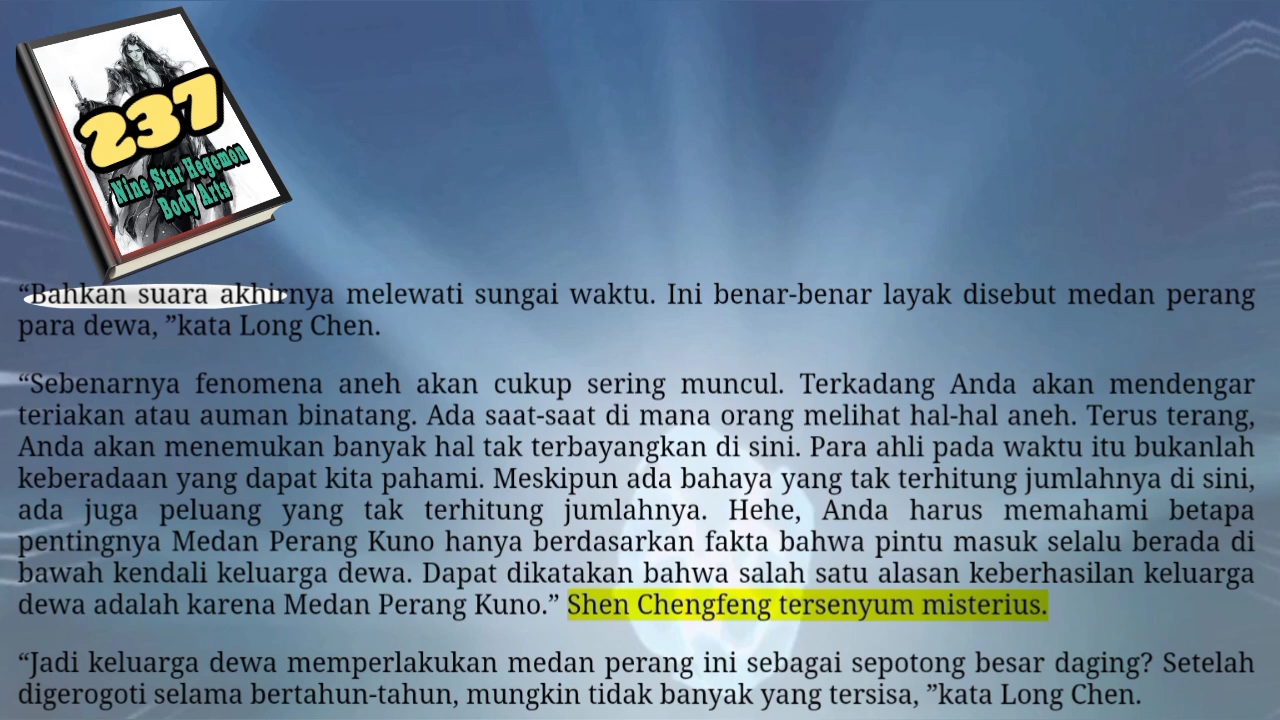 237
Nine Star Hegemon
Body Arts
“Bahkan suara akhirnya melewati sungai waktu. Ini benar-benar layak disebut medan perang
para dewa, ”kata Long Chen.
“Sebenarnya fenomena aneh akan cukup sering muncul. Terkadang Anda akan mendengar
teriakan atau auman binatang. Ada saat-saat di mana orang melihat hal-hal aneh. Terus terang,
Anda akan menemukan banyak hal tak terbayangkan di sini. Para ahli pada waktu itu bukanlah
keberadaan yang dapat kita pahami. Meskipun ada bahaya yang tak terhitung jumlahnya di sini,
ada juga peluang yang tak terhitung jumlahnya. Hehe, Anda harus memahami betapa
pentingnya Medan Perang Kuno hanya berdasarkan fakta bahwa pintu masuk selalu berada di
bawah kendali keluarga dewa. Dapat dikatakan bahwa salah satu alasan keberhasilan keluarga
dewa adalah karena Medan Perang Kuno.” Shen Chengfeng tersenyum misterius.
“Jadi keluarga dewa memperlakukan medan perang ini sebagai sepotong besar daging? Setelah
digerogoti selama bertahun-tahun, mungkin tidak banyak yang tersisa, ”kata Long Chen.